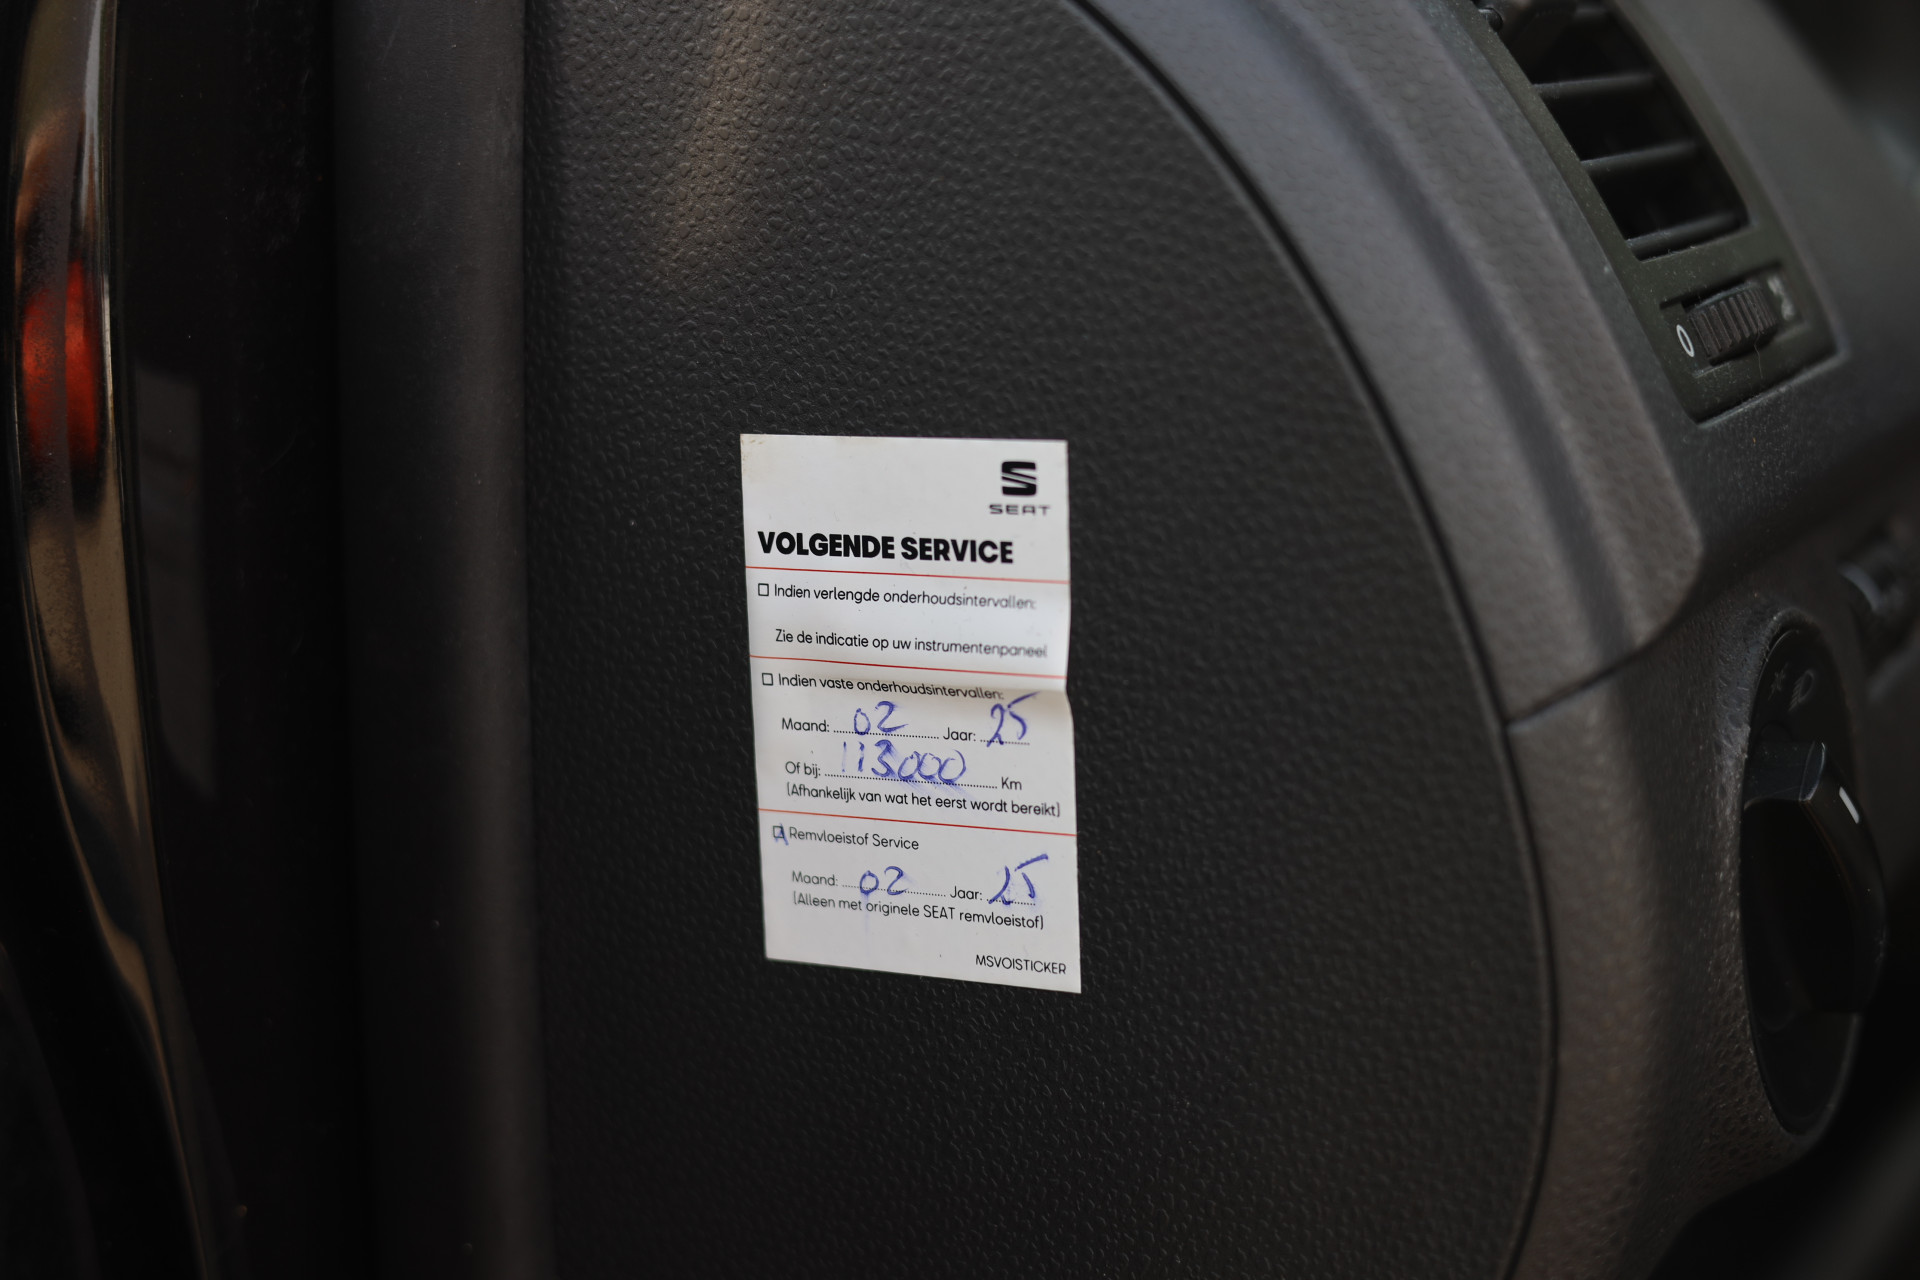 SEAT
VOLGENDE SERVICE
☐ Indien verlengde onderhoudsintervallen:
Zie de indicatie op uw instrumentenpaneel
☐ Indien vaste onderhoudsintervallen:
Maand: 02 Jaar: 25
Of bij: 113000 Km
(Afhankelijk van wat het eerst wordt bereikt)
☐ Remvloeistof Service
Maand: 02 Jaar: 25
(Alleen met originele SEAT remvloeistof)
MSVOISTICKER
0